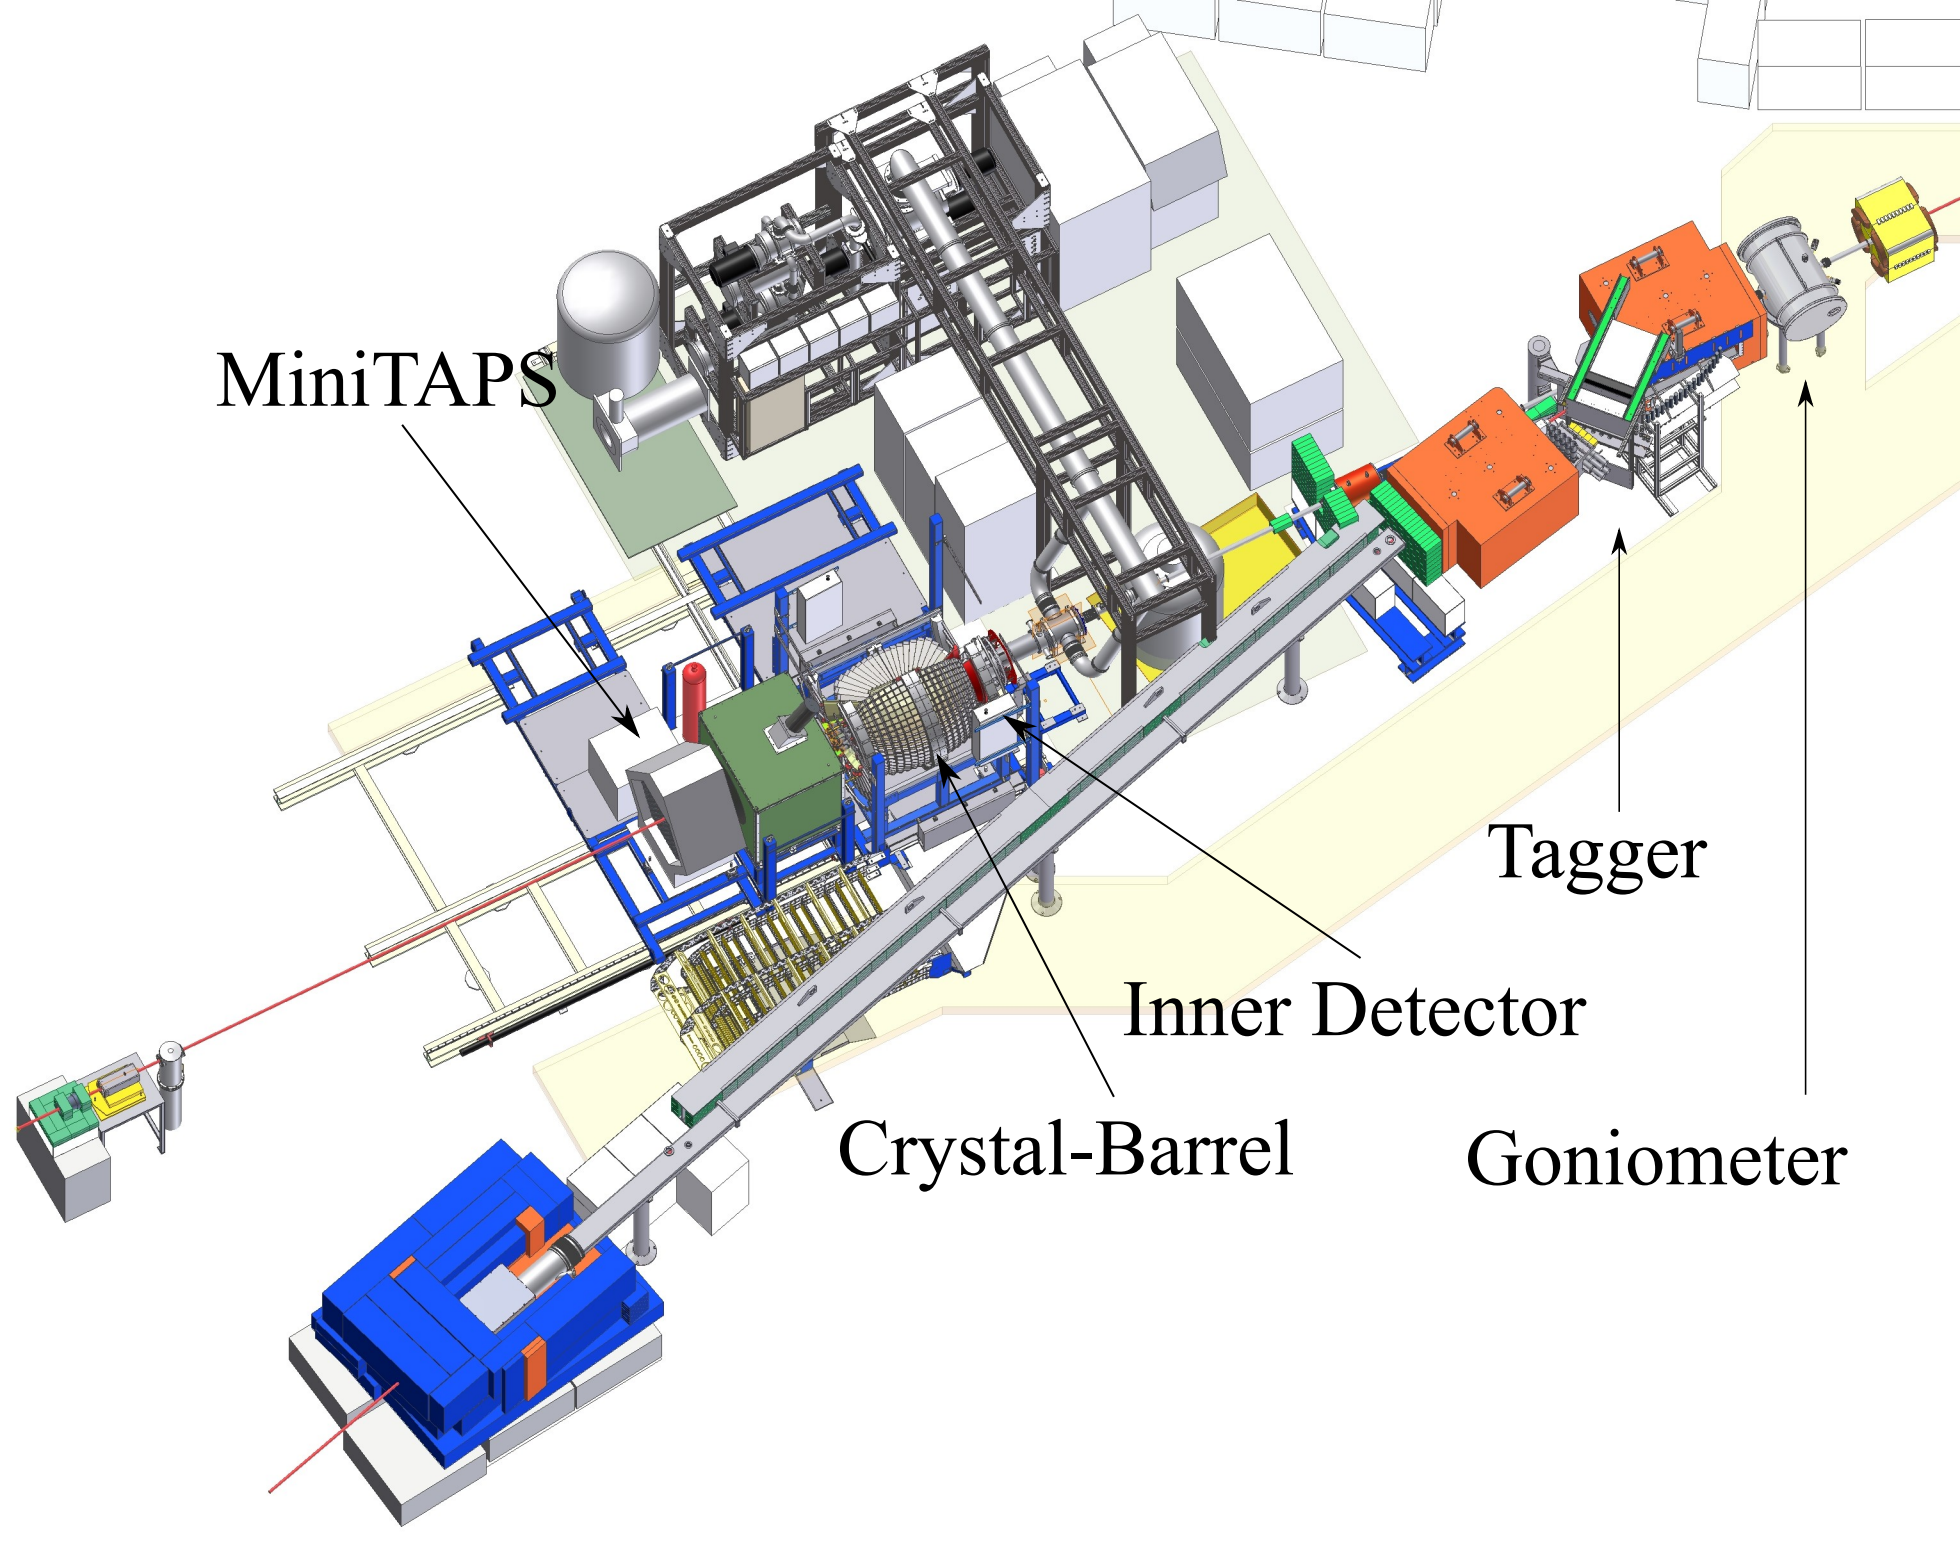 MiniTAPS
Tagger
Inner Detector
Crystal-Barrel
Goniometer